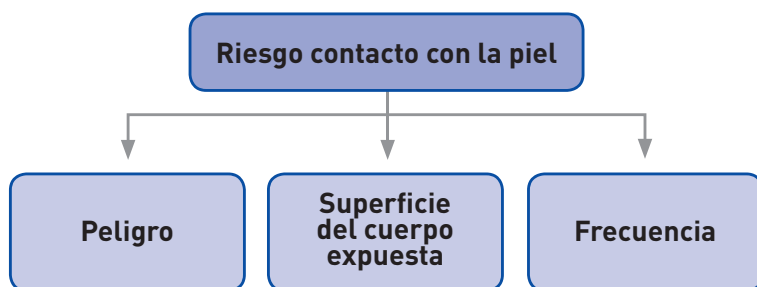 Riesgo contacto con la piel
Peligro
Superficie
del cuerpo
expuesta
Frecuencia